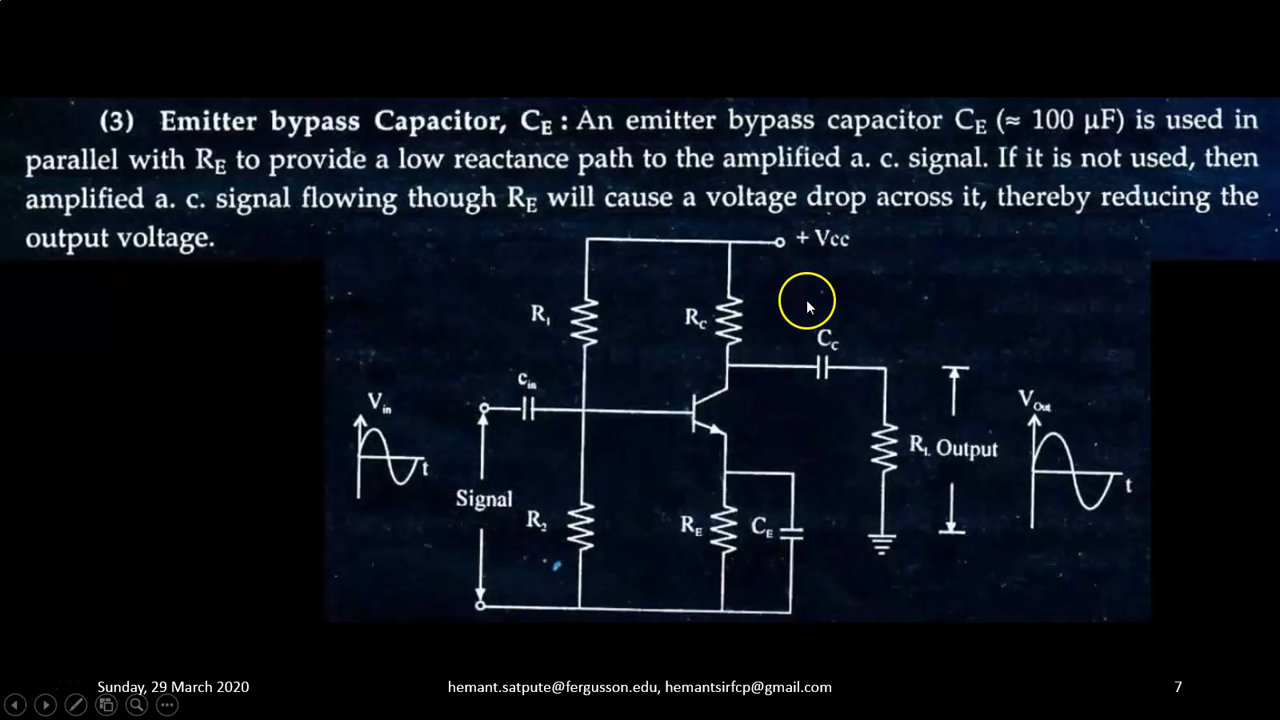 (3) Emitter bypass Capacitor, CE : An emitter bypass capacitor CE (≈ 100 µF) is used in
parallel with RE to provide a low reactance path to the amplified a. c. signal. If it is not used, then
amplified a. c. signal flowing though RE will cause a voltage drop across it, thereby reducing the
output voltage.
+ Vcc
R1
Rc
Cc
cin
Vin
VOut
t
RL Output
t
Signal
R2
RE
CE
Sunday, 29 March 2020
hemant.satpute@fergusson.edu, hemantsirfcp@gmail.com
7